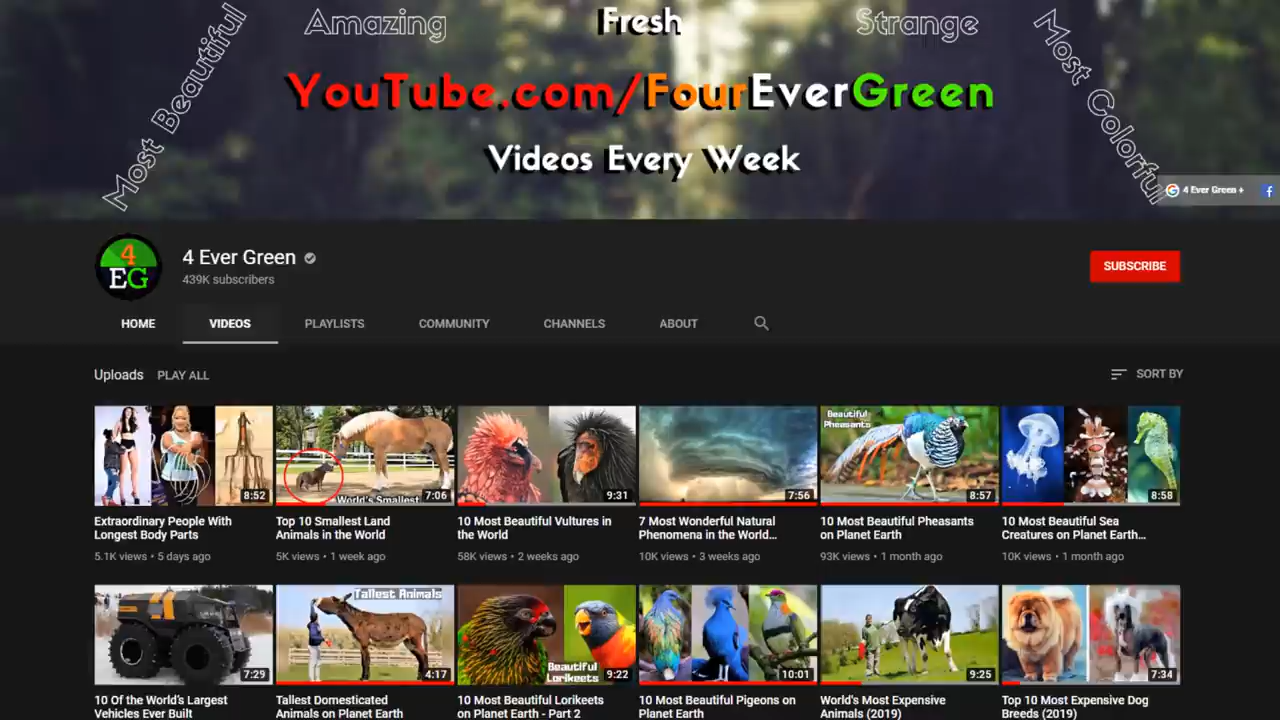 Most Beautiful
Amazing
Fresh
Strange
Most Colorful
YouTube.com/FourEverGreen
Videos Every Week
4 Ever Green +
4
EG
4 Ever Green
439K subscribers
SUBSCRIBE
HOME VIDEOS PLAYLISTS COMMUNITY CHANNELS ABOUT
Uploads PLAY ALL SORT BY
8:52
World's Smallest
7:06
9:31
7:56
Beautiful
Pheasants
8:57
8:58
Extraordinary People With
Longest Body Parts
5.1K views • 5 days ago
Top 10 Smallest Land
Animals in the World
5K views • 1 week ago
10 Most Beautiful Vultures in
the World
58K views • 2 weeks ago
7 Most Wonderful Natural
Phenomena in the World...
10K views • 3 weeks ago
10 Most Beautiful Pheasants
on Planet Earth
93K views • 1 month ago
10 Most Beautiful Sea
Creatures on Planet Earth...
10K views • 1 month ago
7:29
Tallest Animals
4:17
Beautiful
Lorikeets
9:22
10:01
9:25
7:34
10 Of the World's Largest
Vehicles Ever Built
Tallest Domesticated
Animals on Planet Earth
10 Most Beautiful Lorikeets
on Planet Earth - Part 2
10 Most Beautiful Pigeons on
Planet Earth
World's Most Expensive
Animals (2019)
Top 10 Most Expensive Dog
Breeds (2019)